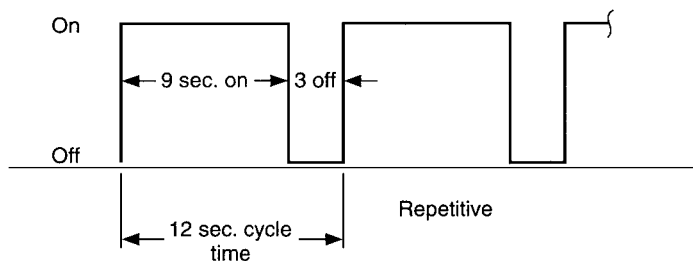 On
9 sec. on
3 off
Off
Repetitive
12 sec. cycle
time